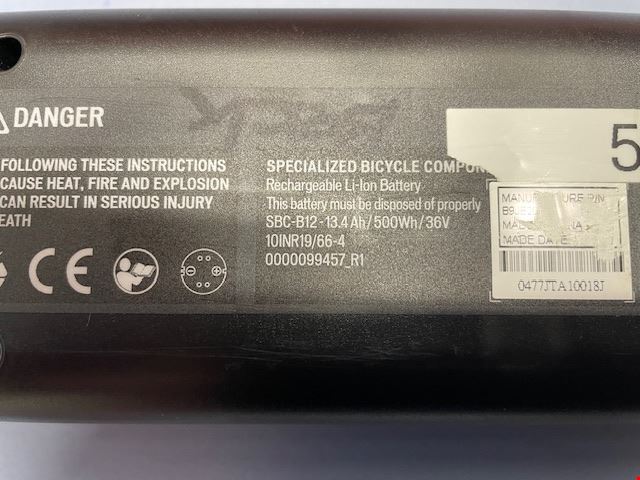 DANGER
FOLLOWING THESE INSTRUCTIONS
CAUSE HEAT, FIRE AND EXPLOSION
CAN RESULT IN SERIOUS INJURY
EATH
CE
SPECIALIZED BICYCLE COMPON
Rechargeable Li-Ion Battery
This battery must be disposed of properly
SBC-B12 - 13.4 Ah / 500Wh / 36V
10INR19/66-4
0000099457_R1
5
MADE DATE
0477JTA10018J